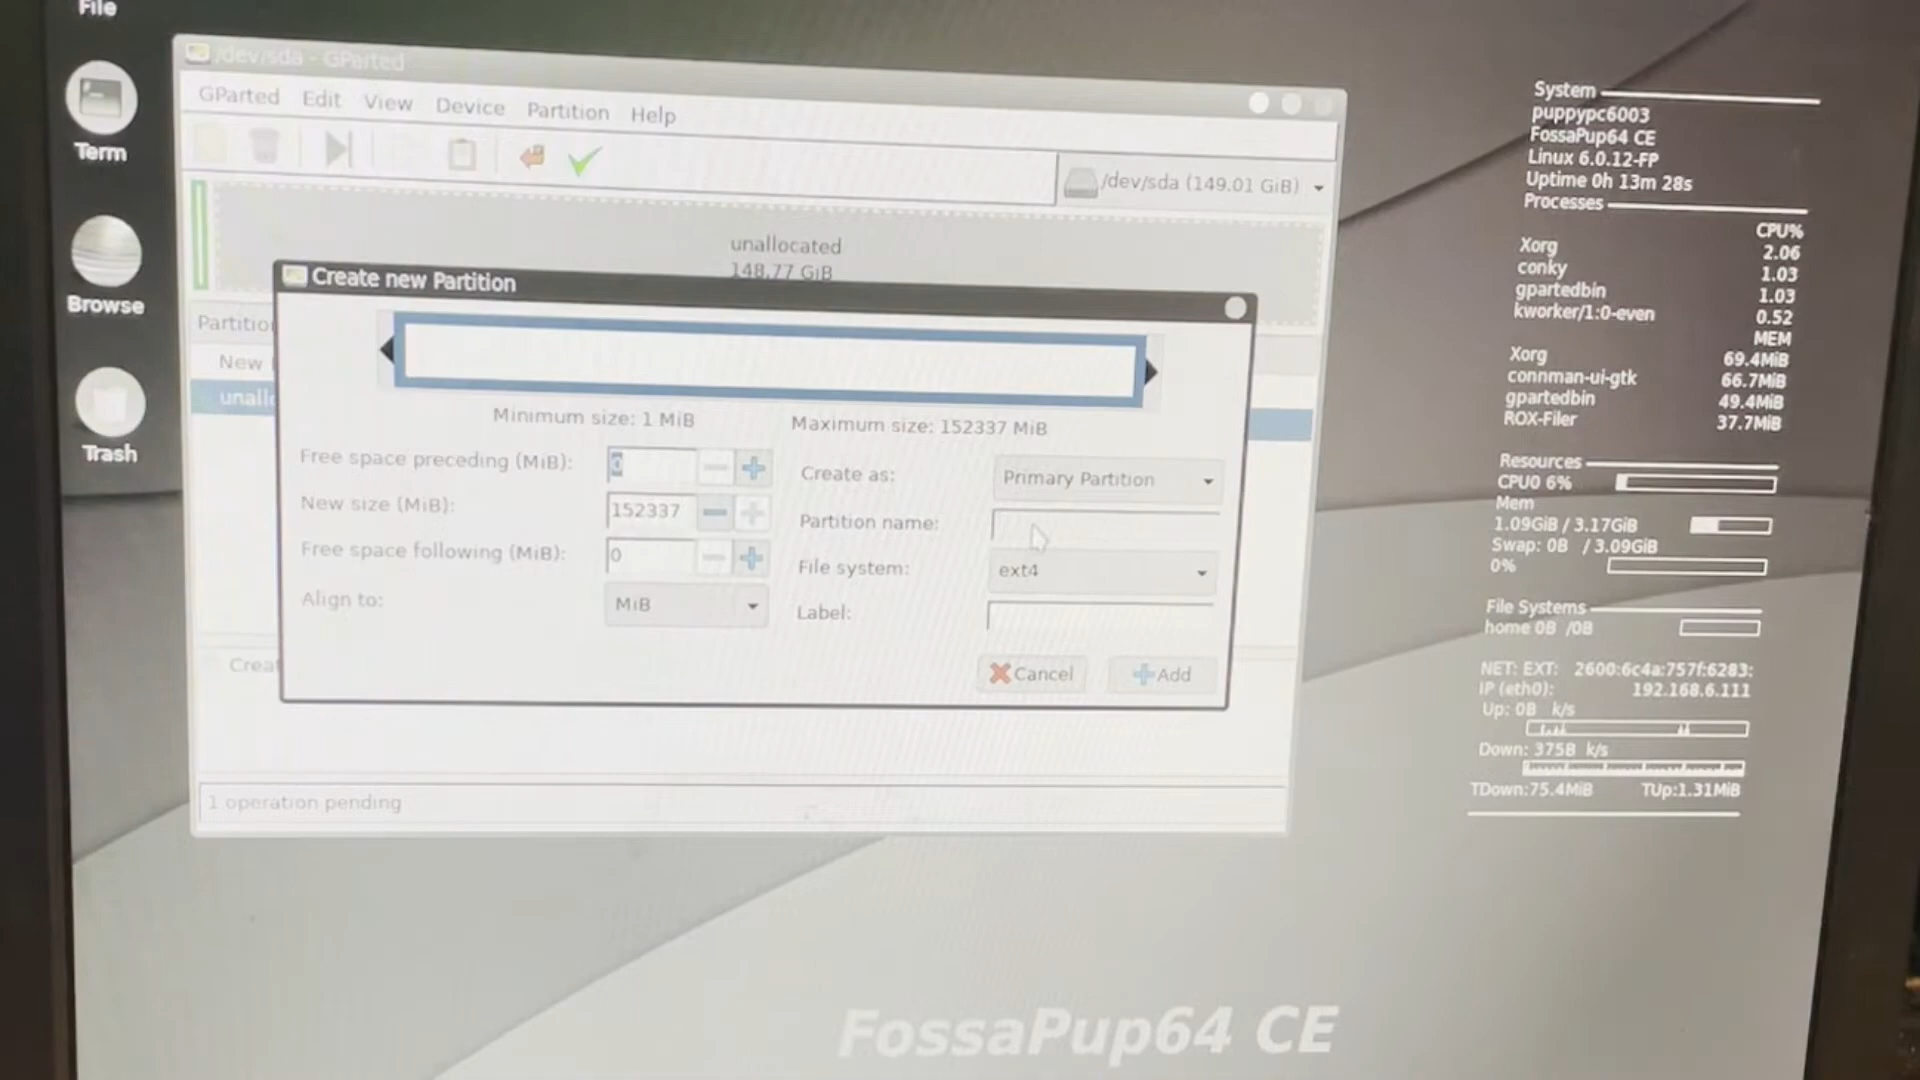 File
Term
Browse
Trash
/dev/sda - GParted
GParted Edit View Device Partition Help
/dev/sda (149.01 GiB)
unallocated
148.77 GiB
Partitio
New
unallo
Creat
Create new Partition
Minimum size: 1 MiB
Maximum size: 152337 MiB
Free space preceding (MiB): 0
New size (MiB): 152337
Free space following (MiB): 0
Align to: MiB
Create as: Primary Partition
Partition name:
File system: ext4
Label:
Cancel
Add
1 operation pending
System
puppypc6003
FossaPup64 CE
Linux 6.0.12-FP
Uptime 0h 13m 28s
Processes
CPU%
Xorg 2.06
conky 1.03
gpartedbin 1.03
kworker/1:0-even 0.52
MEM
Xorg 69.4MiB
connman-ui-gtk 66.7MiB
gpartedbin 49.4MiB
ROX-Filer 37.7MiB
Resources
CPU0 6%
Mem
1.09GiB / 3.17GiB
Swap: 0B / 3.09GiB
0%
File Systems
home 0B /0B
NET: EXT: 2600:6c4a:757f:6283:
IP (eth0): 192.168.6.111
Up: 0B k/s
Down: 375B k/s
TDown:75.4MiB TUp:1.31MiB
FossaPup64 CE